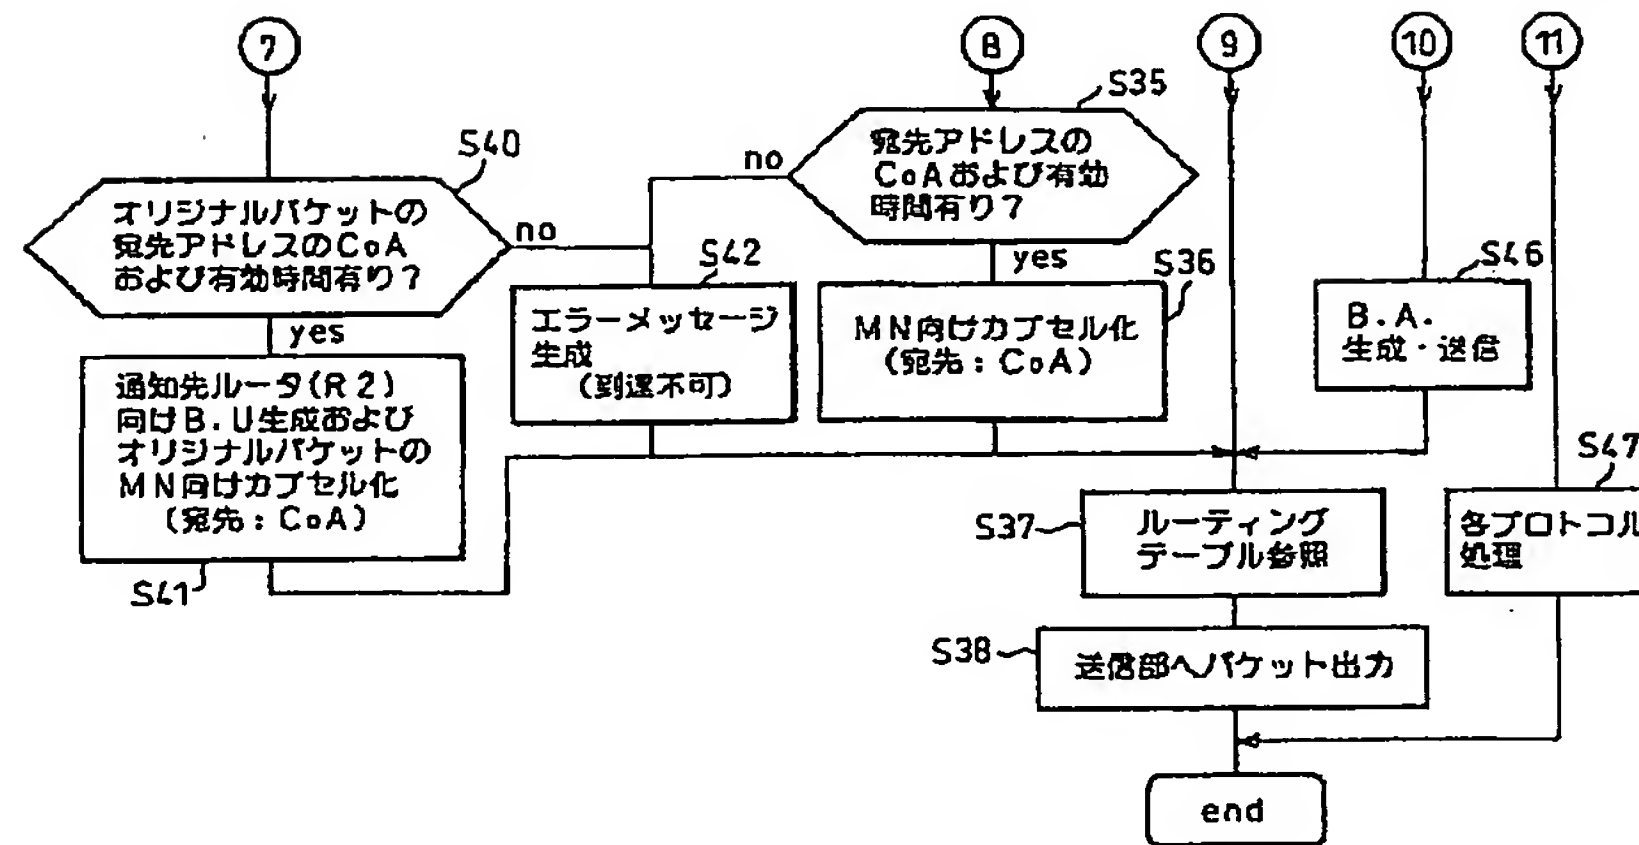 7
8
9
10
11
S35
宛先アドレスの
CoAおよび有効
時間有り?
no
yes
S40
オリジナルパケットの
宛先アドレスのCoA
および有効時間有り?
no
yes
S42
エラーメッセージ
生成
(到達不可)
S36
MN向けカプセル化
(宛先:CoA)
S46
B.A.
生成・送信
通知先ルータ(R2)
向けB.U生成および
オリジナルパケットの
MN向けカプセル化
(宛先:CoA)
S41
S37
ルーティング
テーブル参照
S47
各プロトコル
処理
S38
送信部へパケット出力
end